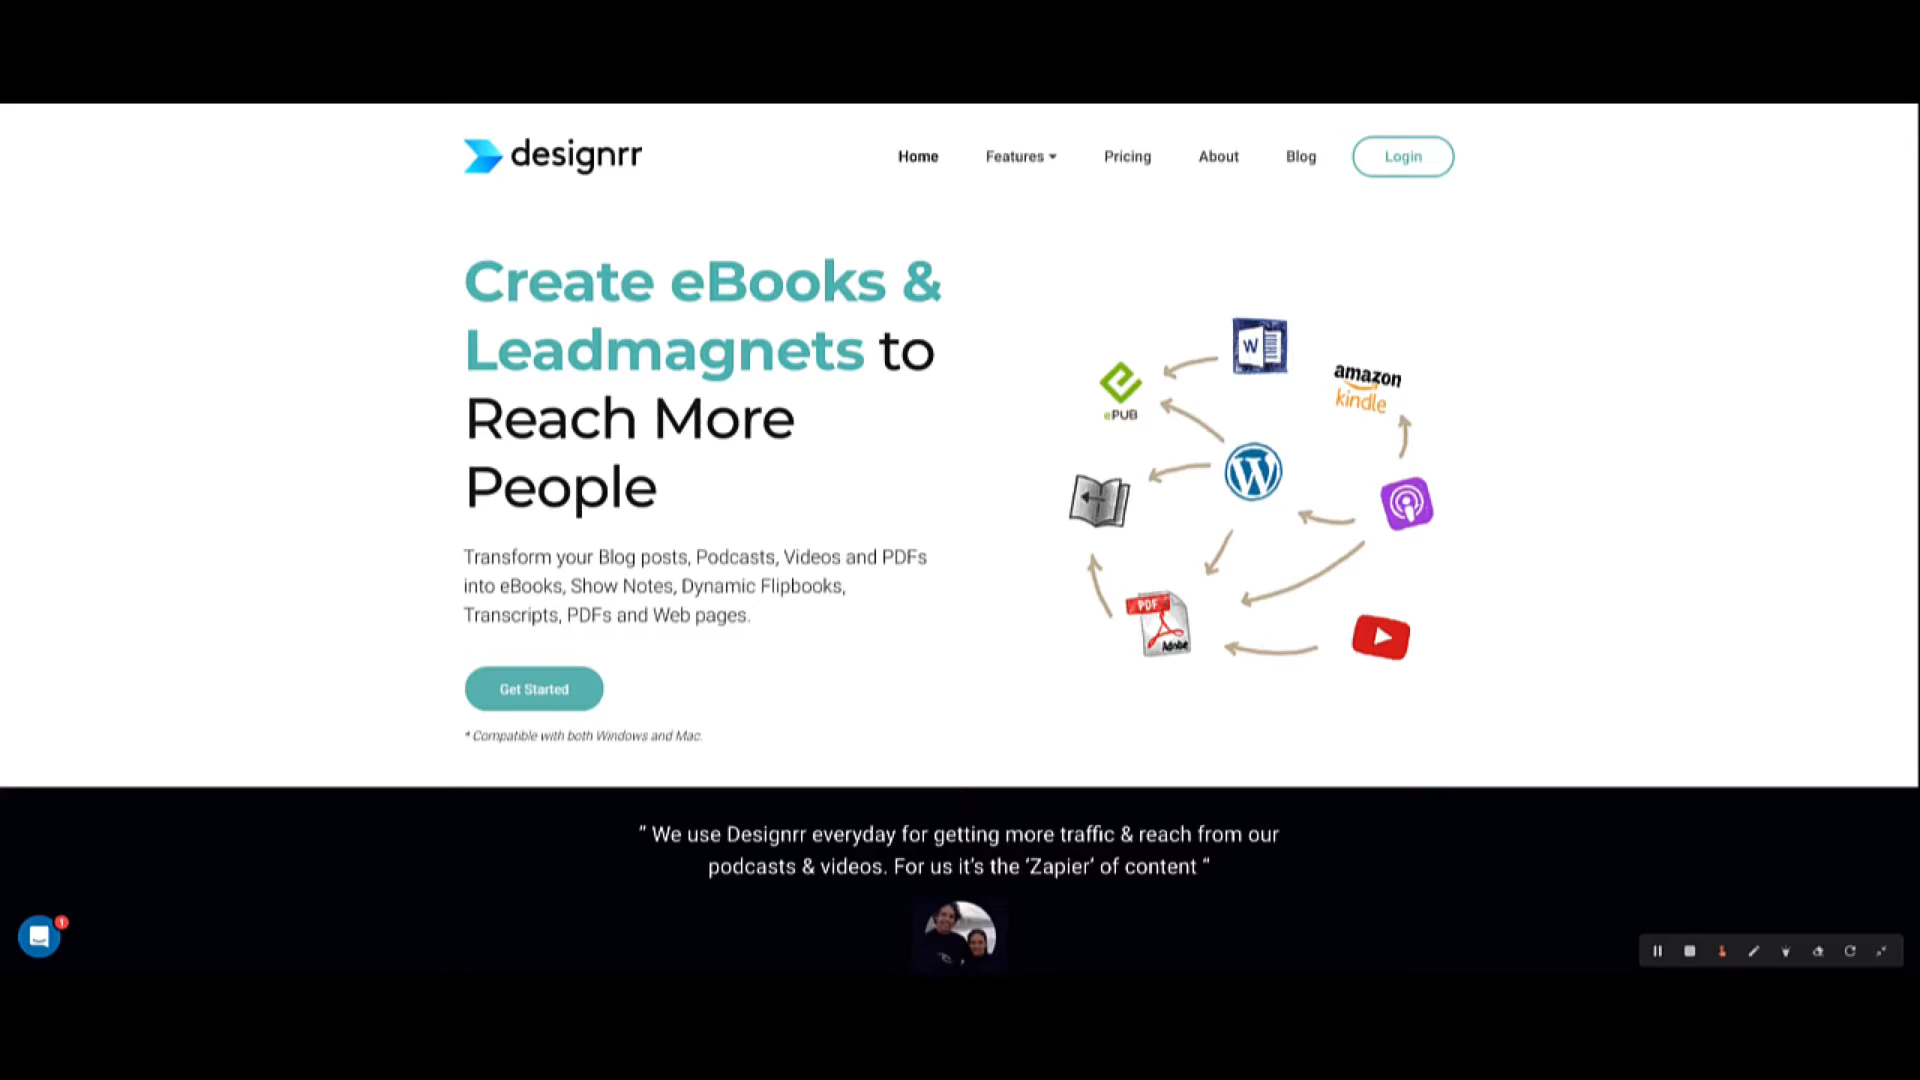 designrr
Home Features Pricing About Blog Login
Create eBooks &
Leadmagnets to
Reach More
People
Transform your Blog posts, Podcasts, Videos and PDFs
into eBooks, Show Notes, Dynamic Flipbooks,
Transcripts, PDFs and Web pages.
Get Started
* Compatible with both Windows and Mac.
W
ePUB
amazon
kindle
W
PDF
Adobe
" We use Designrr everyday for getting more traffic & reach from our
podcasts & videos. For us it's the 'Zapier' of content "
1